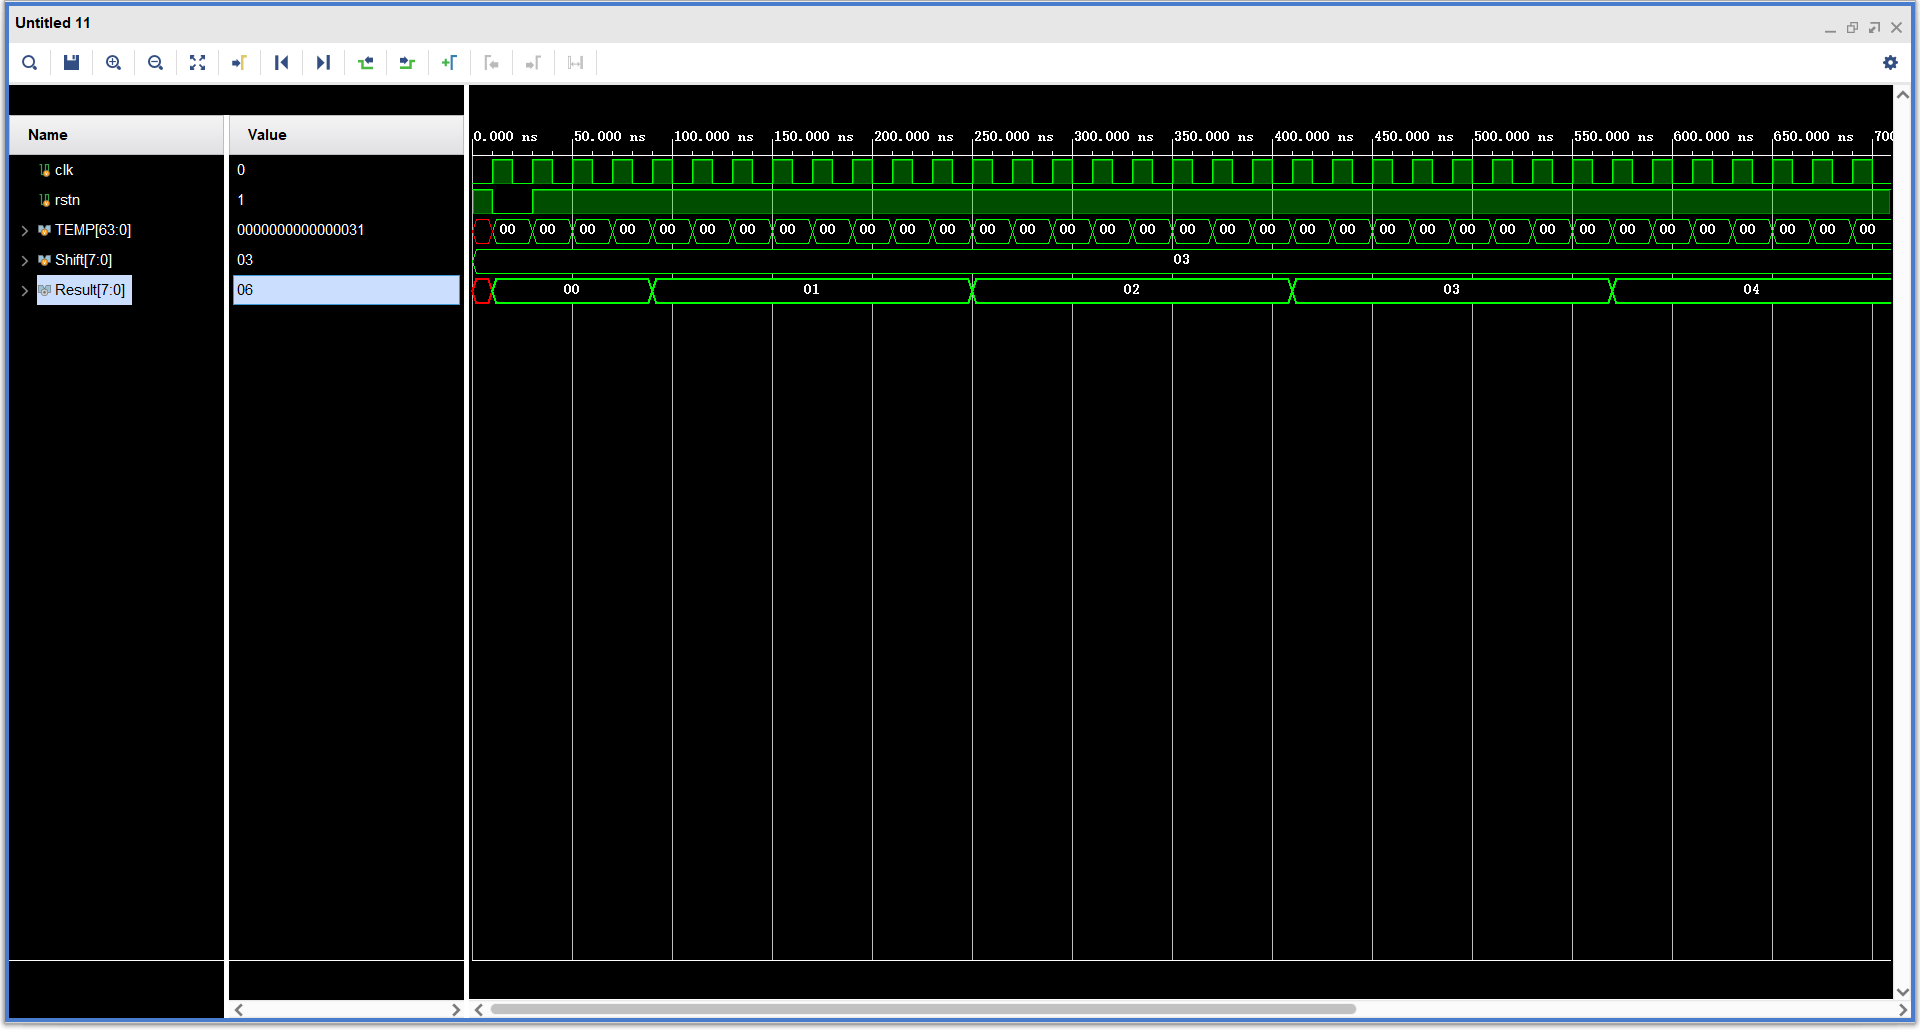 Untitled 11
Name Value
0.000 ns 50.000 ns 100.000 ns 150.000 ns 200.000 ns 250.000 ns 300.000 ns 350.000 ns 400.000 ns 450.000 ns 500.000 ns 550.000 ns 600.000 ns 650.000 ns 700
clk 0
rstn 1
TEMP[63:0] 0000000000000031 00 00 00 00 00 00 00 00 00 00 00 00 00 00 00 00 00 00 00 00 00 00 00 00 00 00 00 00 00 00 00 00 00 00 00
Shift[7:0] 03 03
Result[7:0] 06 00 01 02 03 04